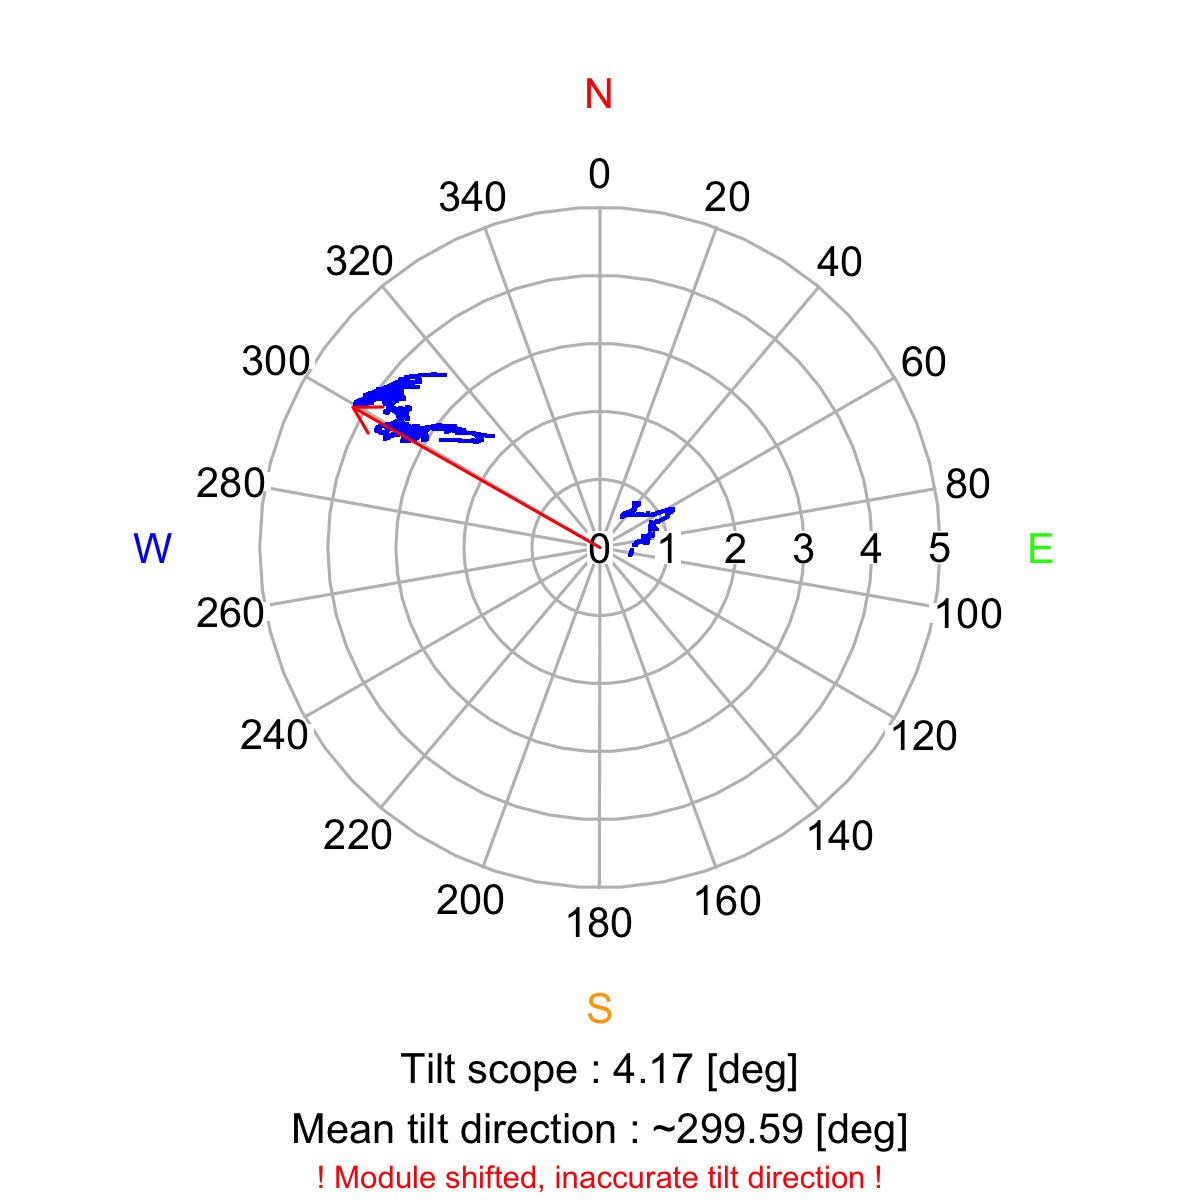 N
0
340 20
320 40
300 60
280 80
W 0 1 2 3 4 5 E
260 100
240 120
220 140
200 160
180
S
Tilt scope : 4.17 [deg]
Mean tilt direction : ~299.59 [deg]
! Module shifted, inaccurate tilt direction !